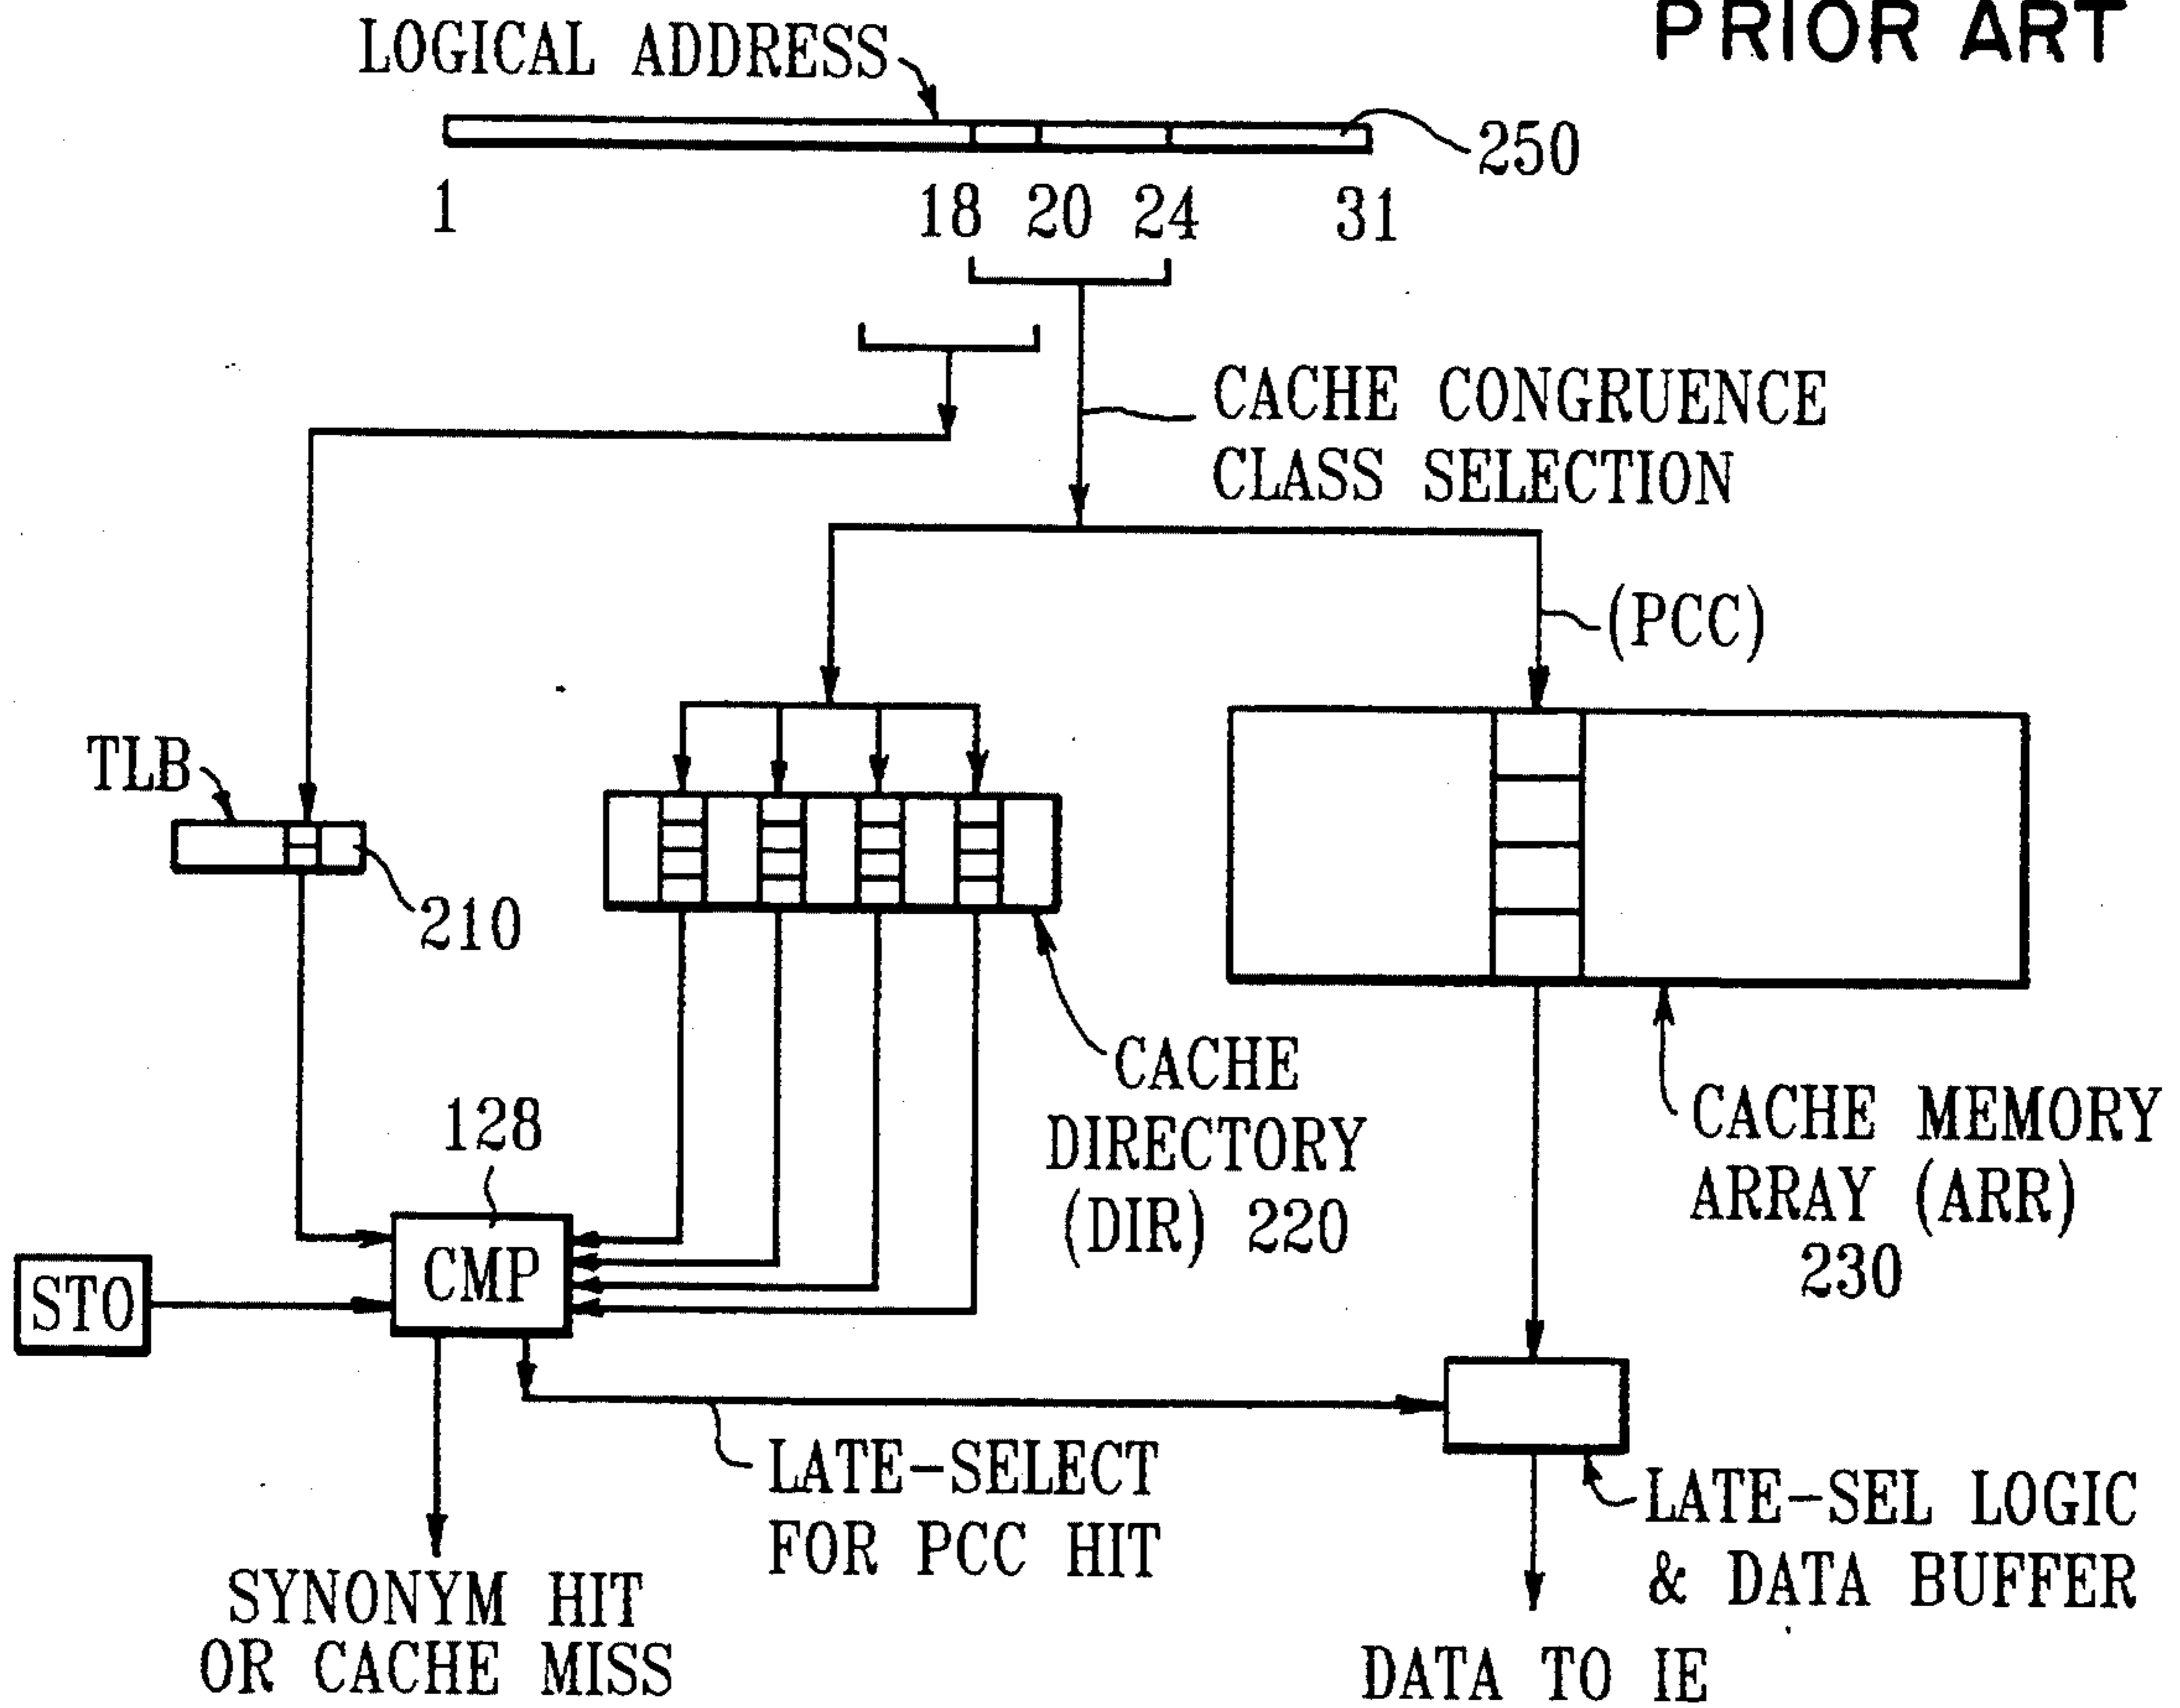 PRIOR ART
LOGICAL ADDRESS
250
1 18 20 24 31
CACHE CONGRUENCE
CLASS SELECTION
(PCC)
TLB
210
CACHE
DIRECTORY
(DIR) 220
CACHE MEMORY
ARRAY (ARR)
230
128
CMP
STO
LATE-SELECT
FOR PCC HIT
LATE-SEL LOGIC
& DATA BUFFER
SYNONYM HIT
OR CACHE MISS
DATA TO IE